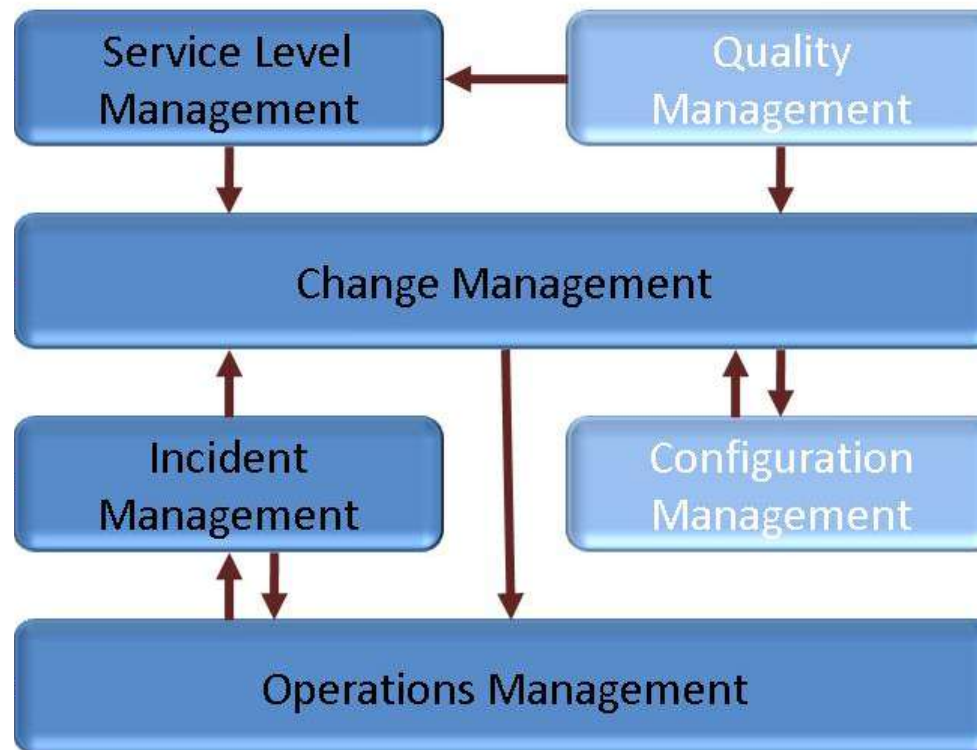 Service Level
Management
Quality
Management
Change Management
Incident
Management
Configuration
Management
Operations Management